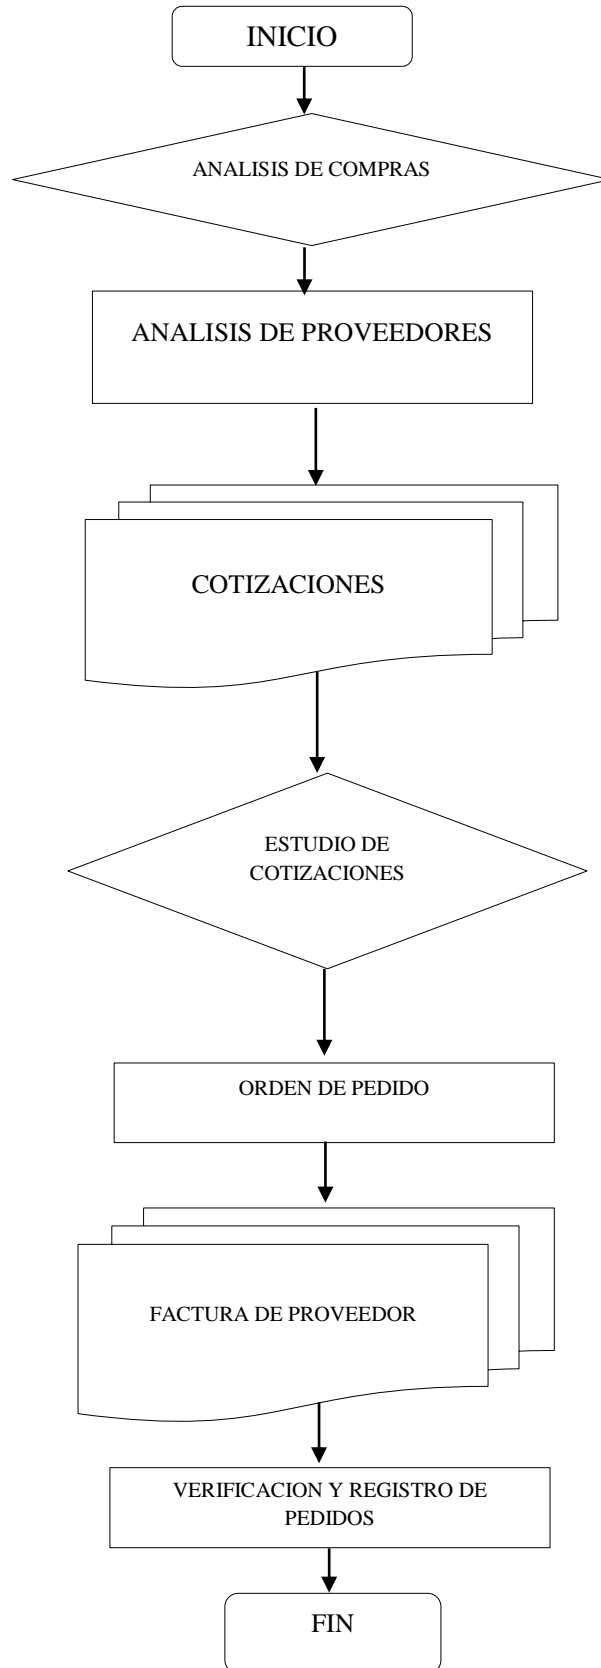 INICIO
ANALISIS DE COMPRAS
ANALISIS DE PROVEEDORES
COTIZACIONES
ESTUDIO DE
COTIZACIONES
ORDEN DE PEDIDO
FACTURA DE PROVEEDOR
VERIFICACION Y REGISTRO DE
PEDIDOS
FIN